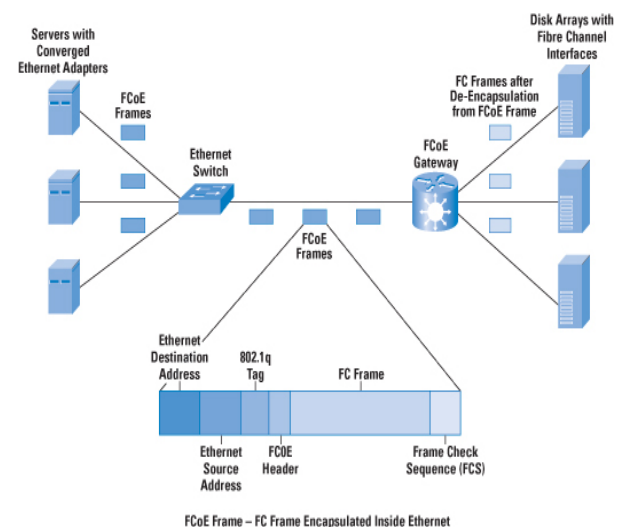 Servers with
Converged
Ethernet Adapters
Disk Arrays with
Fibre Channel
Interfaces
FCoE
Frames
FC Frames after
De-Encapsulation
from FCoE Frame
Ethernet
Switch
FCoE
Gateway
FCoE
Frames
Ethernet
Destination
Address
802.1q
Tag
FC Frame
Ethernet
Source
Address
FC0E
Header
Frame Check
Sequence (FCS)
FCoE Frame – FC Frame Encapsulated Inside Ethernet